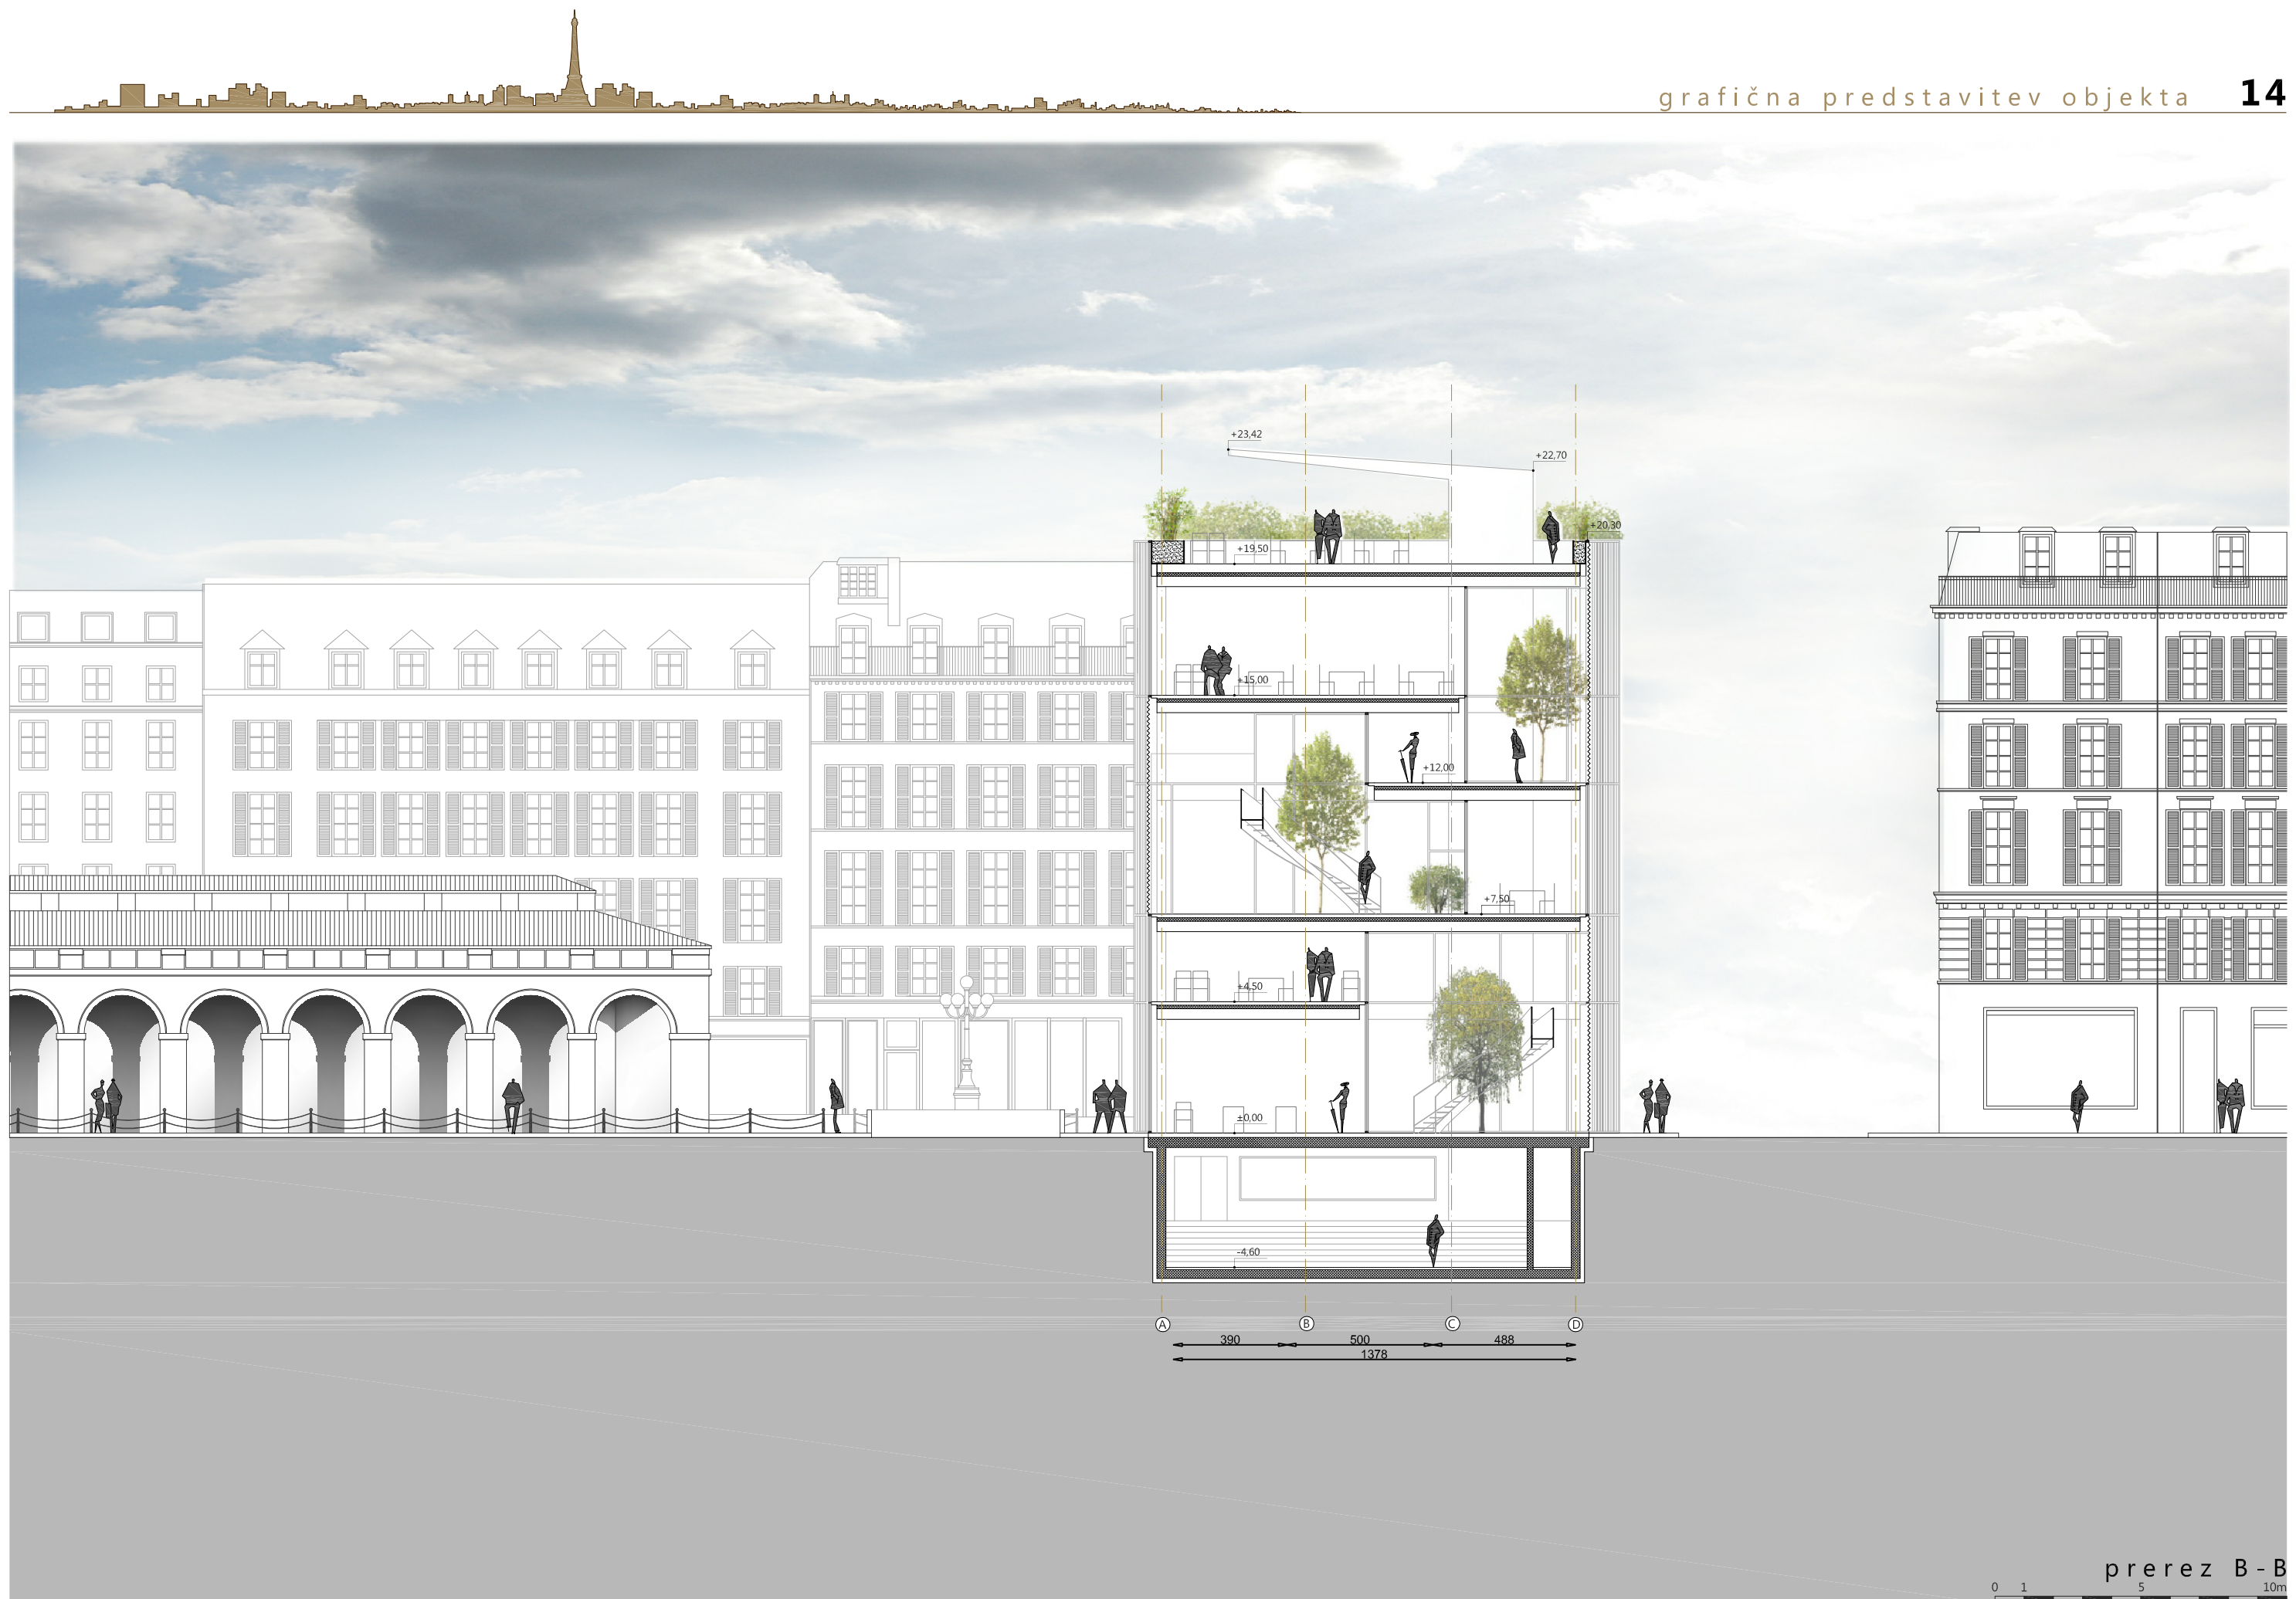 grafična predstavitev objekta 14
+23,42
+22,70
+20,30
+19,50
+15,00
+12,00
+7,50
+4,50
±0,00
-4,60
A B C D
390 500 488
1378
prerez B-B
0 1 5 10m